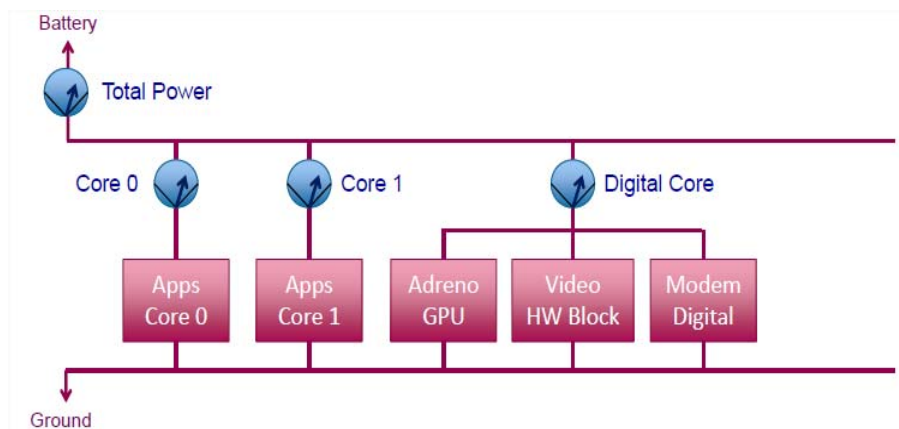 Battery
Total Power
Core 0
Core 1
Digital Core
Apps
Core 0
Apps
Core 1
Adreno
GPU
Video
HW Block
Modem
Digital
Ground